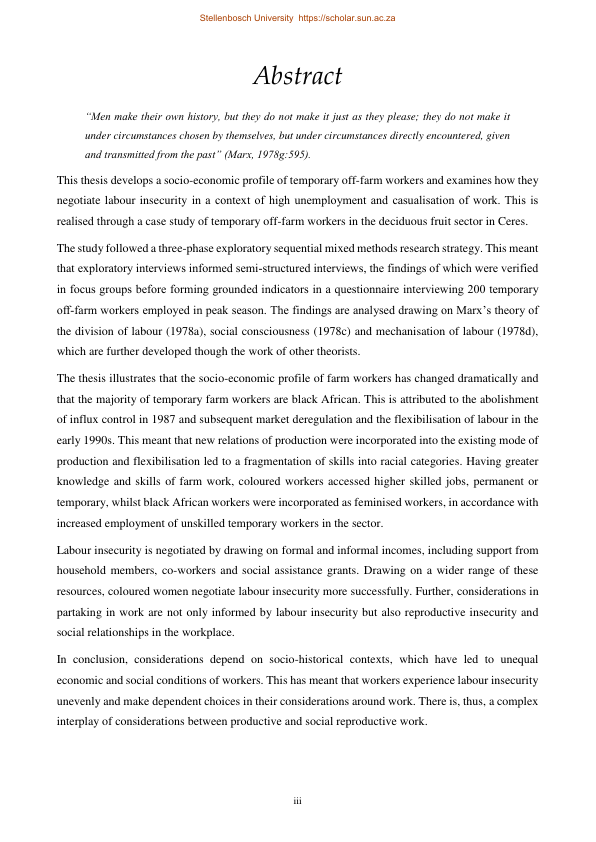 Stellenbosch University https://scholar.sun.ac.za
Abstract
“Men make their own history, but they do not make it just as they please; they do not make it
under circumstances chosen by themselves, but under circumstances directly encountered, given
and transmitted from the past” (Marx, 1978g:595).
This thesis develops a socio-economic profile of temporary off-farm workers and examines how they
negotiate labour insecurity in a context of high unemployment and casualisation of work. This is
realised through a case study of temporary off-farm workers in the deciduous fruit sector in Ceres.
The study followed a three-phase exploratory sequential mixed methods research strategy. This meant
that exploratory interviews informed semi-structured interviews, the findings of which were verified
in focus groups before forming grounded indicators in a questionnaire interviewing 200 temporary
off-farm workers employed in peak season. The findings are analysed drawing on Marx’s theory of
the division of labour (1978a), social consciousness (1978c) and mechanisation of labour (1978d),
which are further developed though the work of other theorists.
The thesis illustrates that the socio-economic profile of farm workers has changed dramatically and
that the majority of temporary farm workers are black African. This is attributed to the abolishment
of influx control in 1987 and subsequent market deregulation and the flexibilisation of labour in the
early 1990s. This meant that new relations of production were incorporated into the existing mode of
production and flexibilisation led to a fragmentation of skills into racial categories. Having greater
knowledge and skills of farm work, coloured workers accessed higher skilled jobs, permanent or
temporary, whilst black African workers were incorporated as feminised workers, in accordance with
increased employment of unskilled temporary workers in the sector.
Labour insecurity is negotiated by drawing on formal and informal incomes, including support from
household members, co-workers and social assistance grants. Drawing on a wider range of these
resources, coloured women negotiate labour insecurity more successfully. Further, considerations in
partaking in work are not only informed by labour insecurity but also reproductive insecurity and
social relationships in the workplace.
In conclusion, considerations depend on socio-historical contexts, which have led to unequal
economic and social conditions of workers. This has meant that workers experience labour insecurity
unevenly and make dependent choices in their considerations around work. There is, thus, a complex
interplay of considerations between productive and social reproductive work.
iii